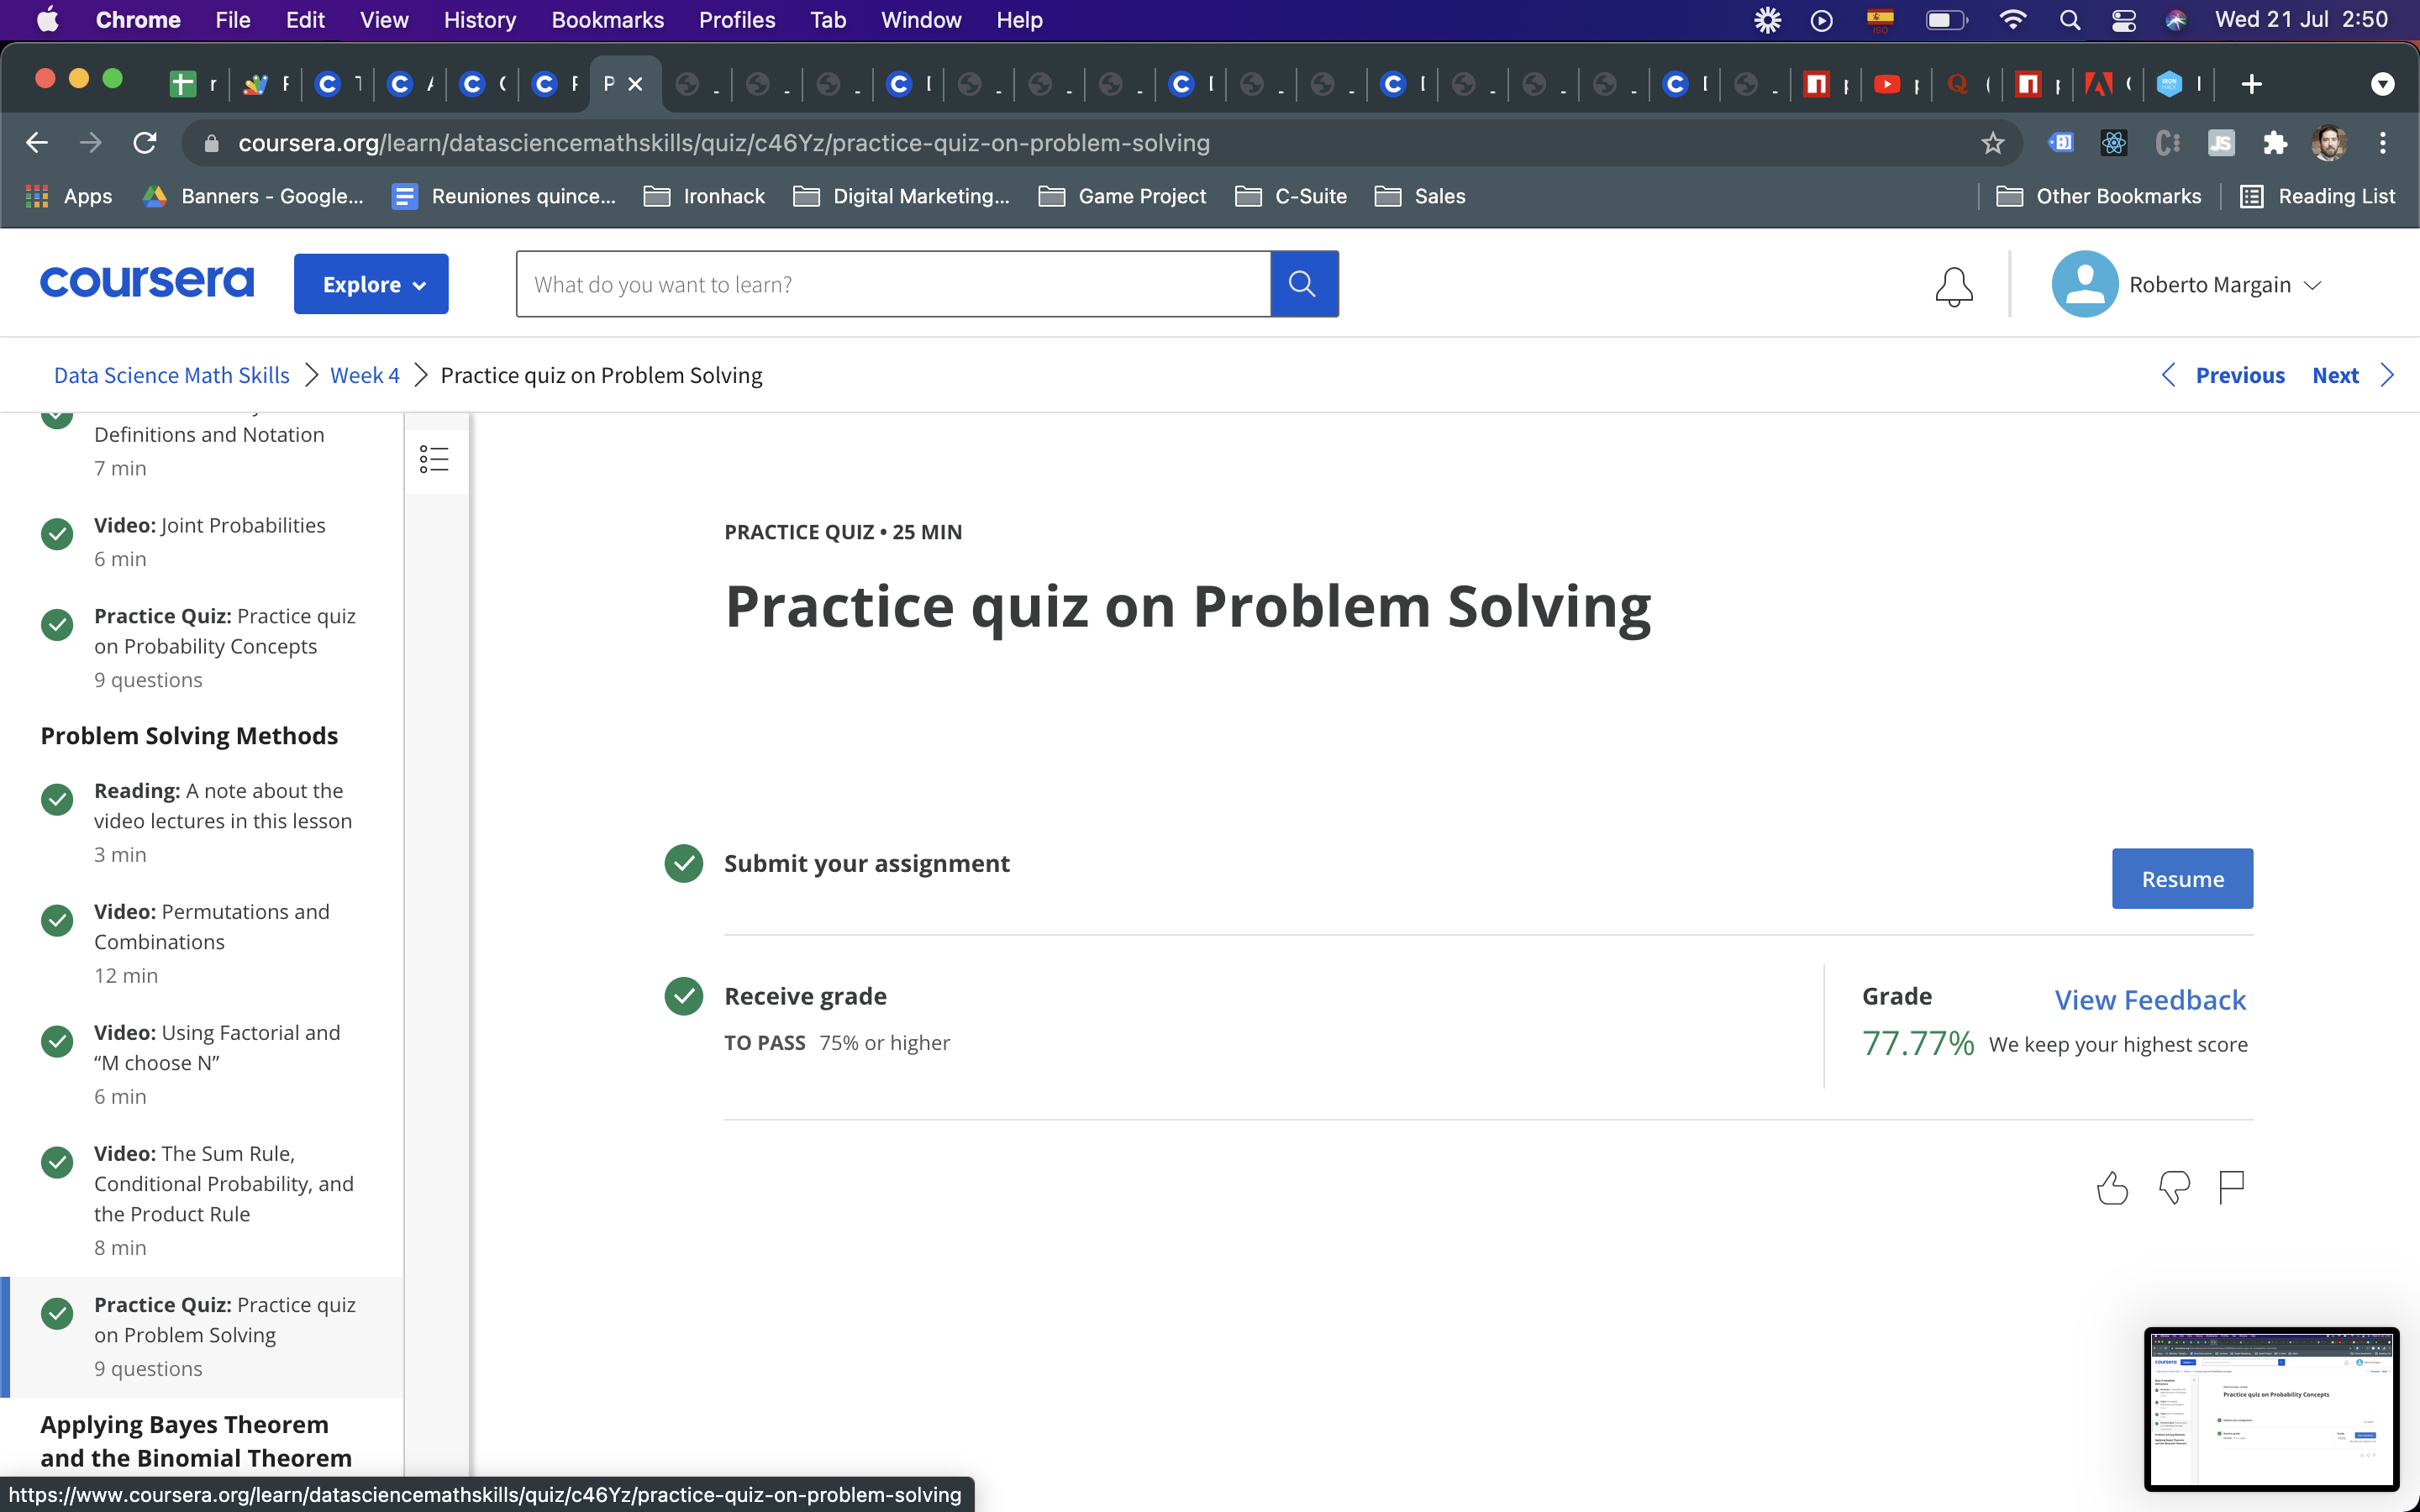 Chrome File Edit View History Bookmarks Profiles Tab Window Help
ISO
Wed 21 Jul 2:50
coursera.org/learn/datasciencemathskills/quiz/c46Yz/practice-quiz-on-problem-solving
Apps Banners - Google... Reuniones quince... Ironhack Digital Marketing... Game Project C-Suite Sales Other Bookmarks Reading List
coursera
Explore
What do you want to learn?
Roberto Margain
Data Science Math Skills
Week 4
Practice quiz on Problem Solving
Previous
Next
Definitions and Notation
7 min
Video: Joint Probabilities
6 min
Practice Quiz: Practice quiz
on Probability Concepts
9 questions
Problem Solving Methods
Reading: A note about the
video lectures in this lesson
3 min
Video: Permutations and
Combinations
12 min
Video: Using Factorial and
“M choose N”
6 min
Video: The Sum Rule,
Conditional Probability, and
the Product Rule
8 min
Practice Quiz: Practice quiz
on Problem Solving
9 questions
Applying Bayes Theorem
and the Binomial Theorem
PRACTICE QUIZ • 25 MIN
Practice quiz on Problem Solving
Submit your assignment
Resume
Receive grade
TO PASS 75% or higher
Grade
View Feedback
77.77%
We keep your highest score
Practice quiz on Probability Concepts
https://www.coursera.org/learn/datasciencemathskills/quiz/c46Yz/practice-quiz-on-problem-solving